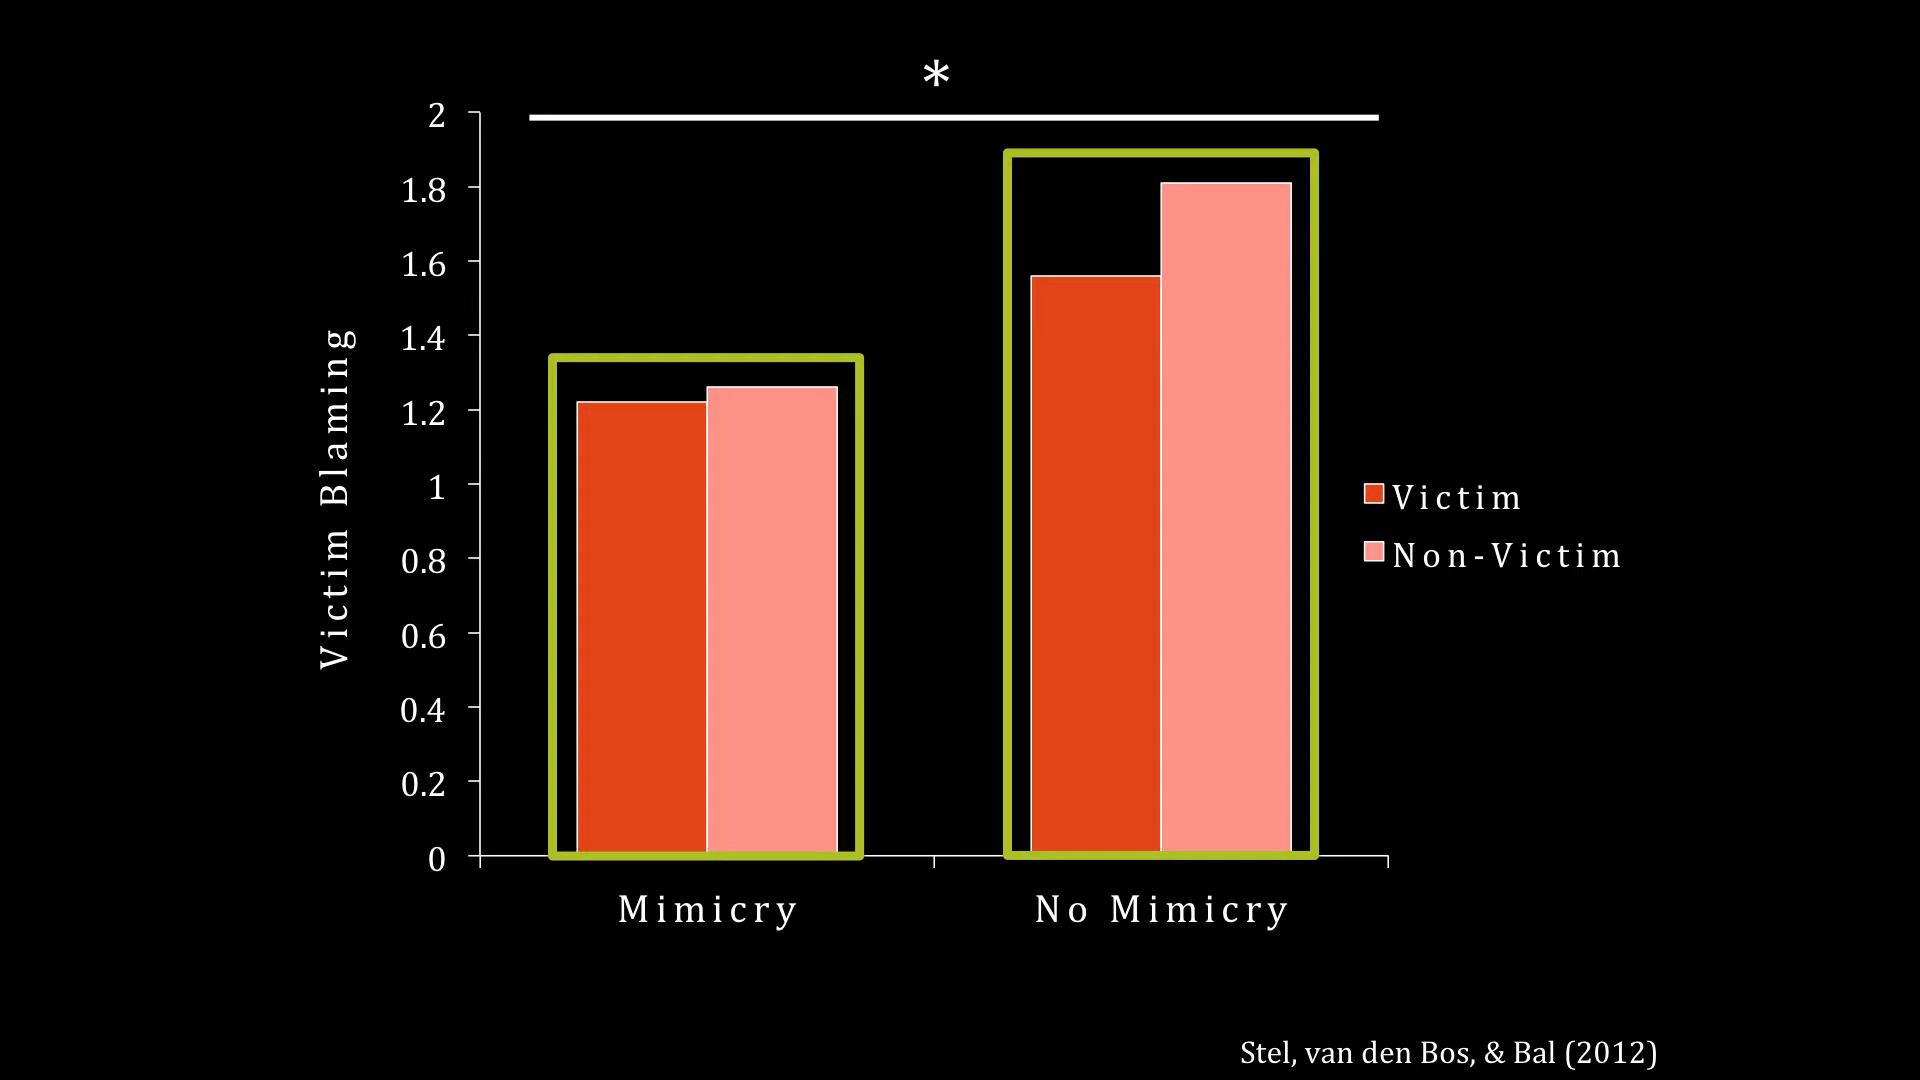 *
2
1.8
1.6
1.4
1.2
1
0.8
0.6
0.4
0.2
0
Victim Blaming
Mimicry
No Mimicry
Victim
Non-Victim
Stel, van den Bos, & Bal (2012)